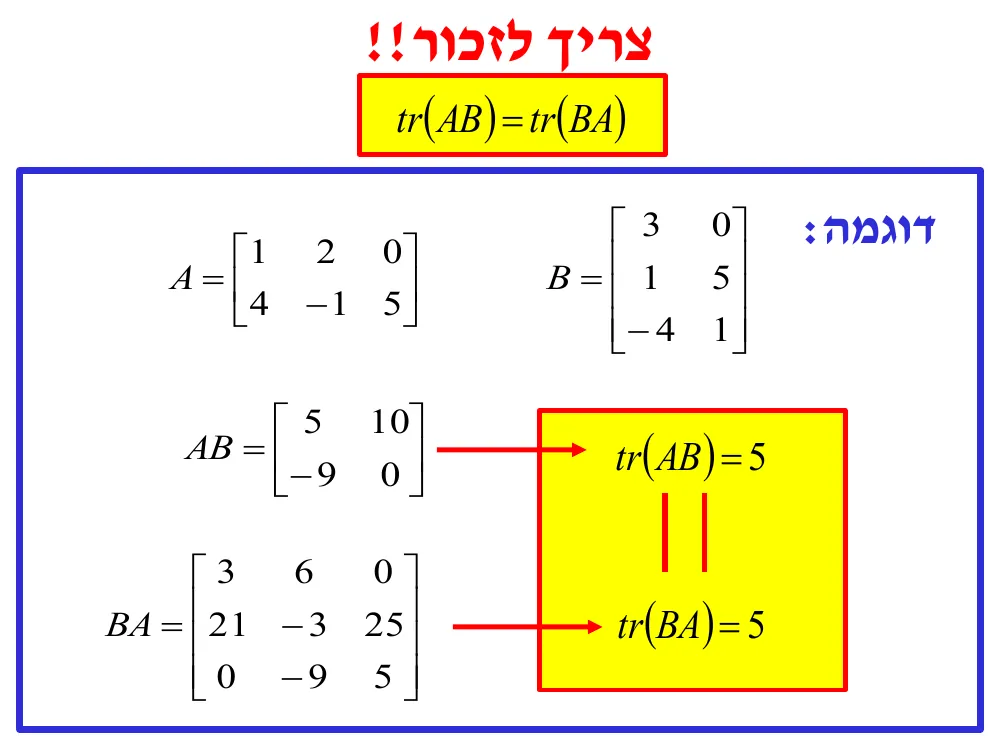 צריך לזכור!!
tr(AB) = tr(BA)
דוגמה:
A = [1 2 0
4 −1 5]
B = [3 0
1 5
−4 1]
AB = [5 10
−9 0]
tr(AB) = 5
||
BA = [3 6 0
21 −3 25
0 −9 5]
tr(BA) = 5